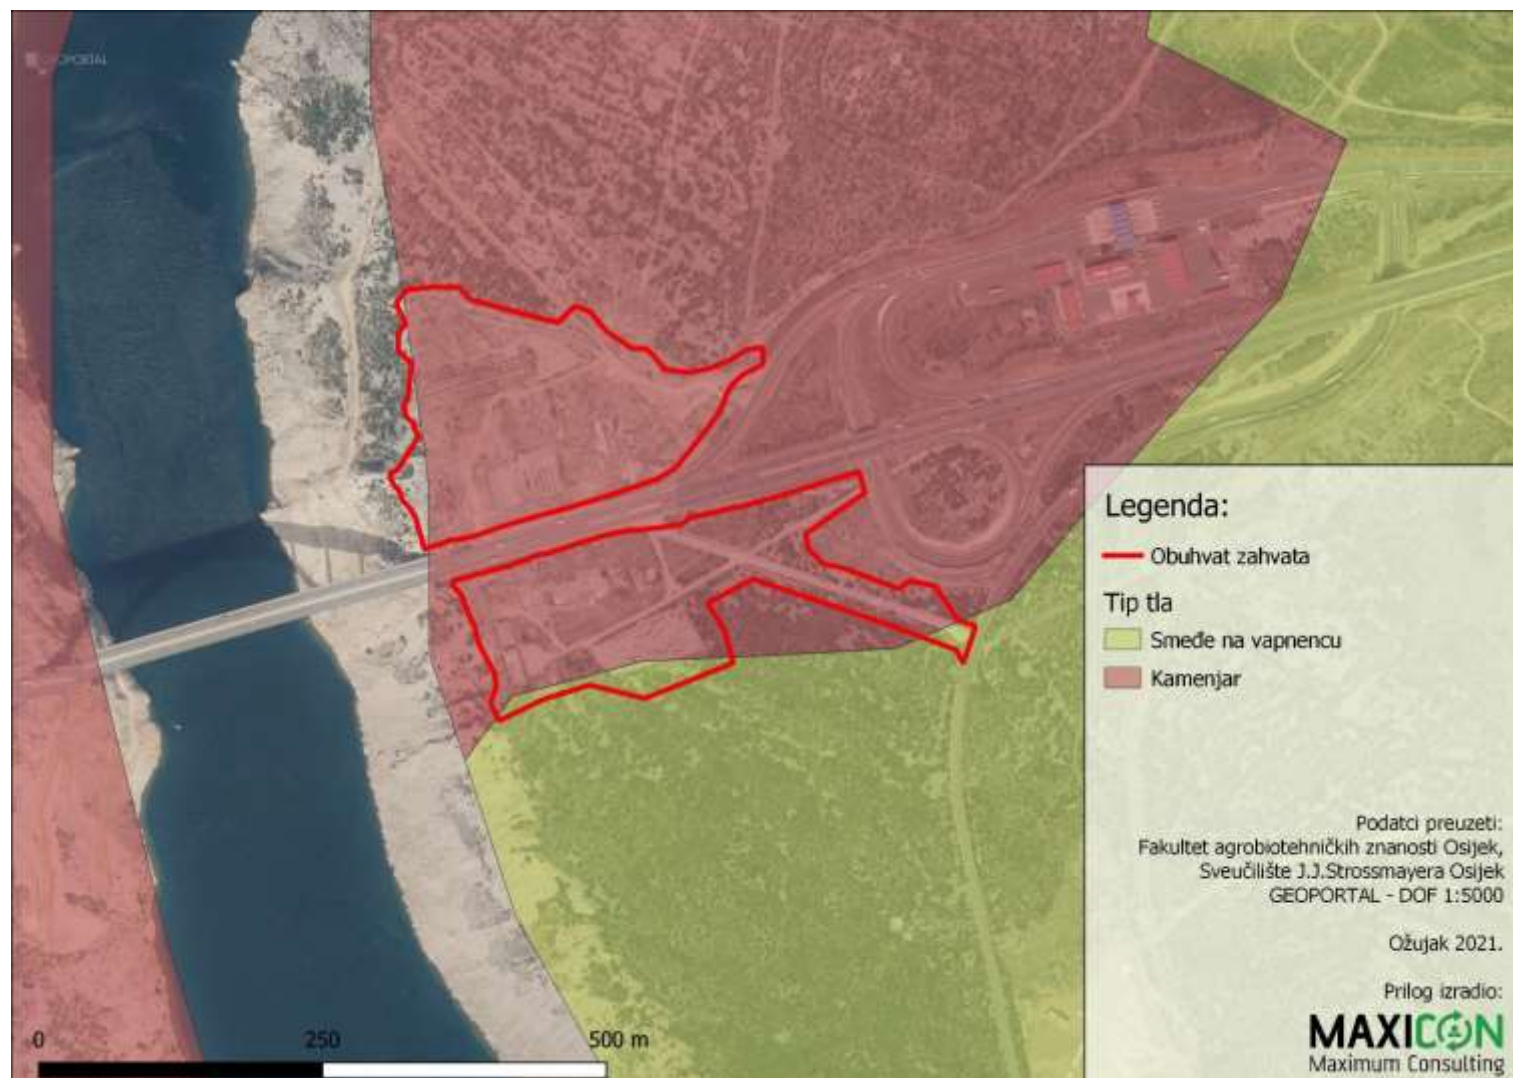 GEOPORTAL
Legenda:
Obuhvat zahvata
Tip tla
Smeđe na vapnencu
Kamenjar
Podatci preuzeti:
Fakultet agrobiotehničkih znanosti Osijek,
Sveučilište J.J.Strossmayera Osijek
GEOPORTAL - DOF 1:5000
Ožujak 2021.
Prilog izradio:
MAXICON
Maximum Consulting
0 250 500 m